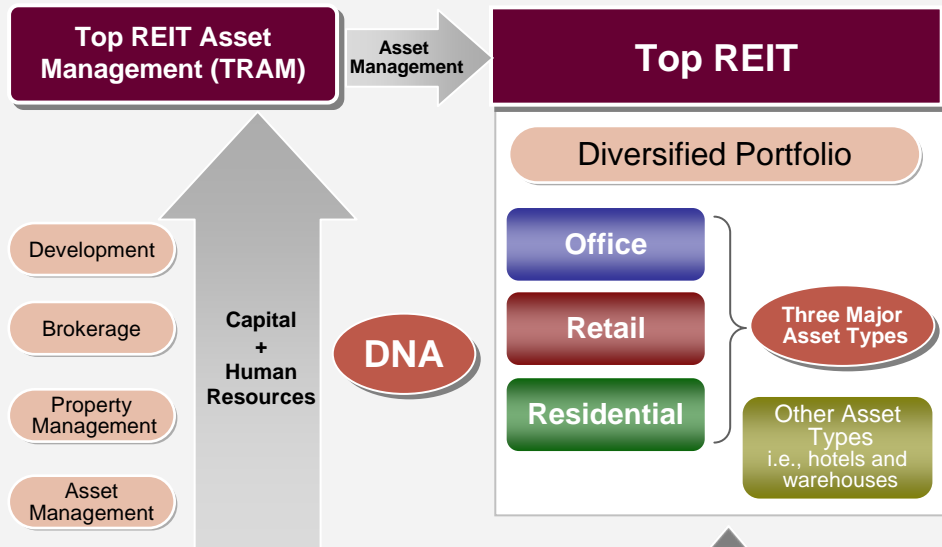 Top REIT Asset
Management (TRAM)
Asset
Management
Top REIT
Diversified Portfolio
Development
Brokerage
Property
Management
Asset
Management
Capital
+
Human
Resources
DNA
Office
Retail
Residential
Three Major
Asset Types
Other Asset
Types
i.e., hotels and
warehouses